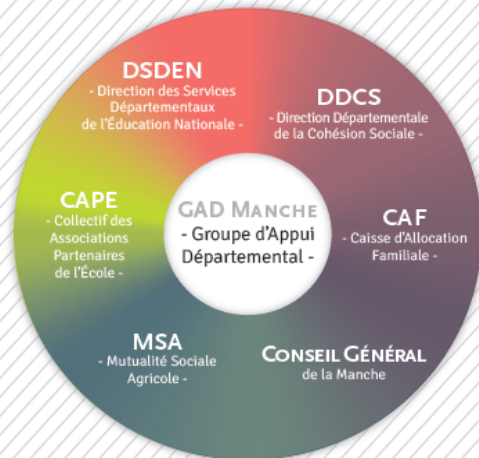 DSDEN
- Direction des Services
Départementaux
de l'Éducation Nationale -
DDCS
- Direction Départementale
de la Cohésion Sociale -
CAPE
- Collectif des
Associations
Partenaires
de l'École -
GAD MANCHE
- Groupe d'Appui
Départemental -
CAF
- Caisse d'Allocation
Familiale -
MSA
- Mutualité Sociale
Agricole -
CONSEIL GÉNÉRAL
de la Manche